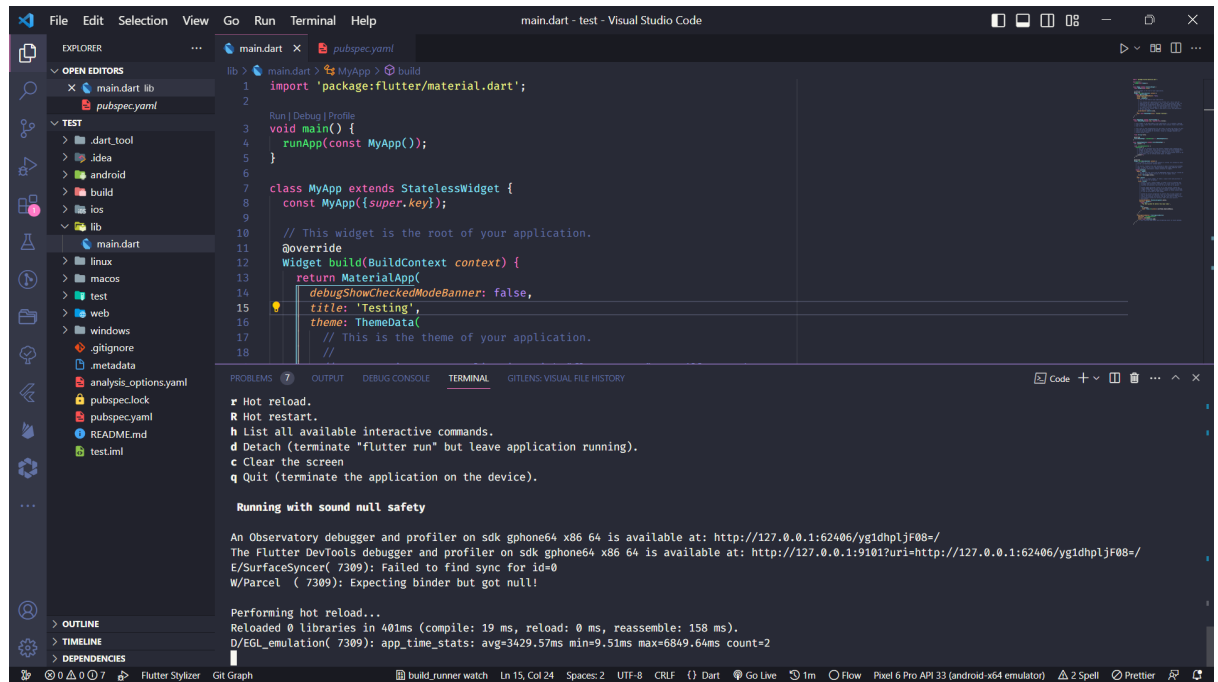 File Edit Selection View Go Run Terminal Help main.dart - test - Visual Studio Code
EXPLORER
OPEN EDITORS
main.dart lib
pubspec.yaml
TEST
.dart_tool
.idea
android
build
ios
lib
main.dart
linux
macos
test
web
windows
.gitignore
.metadata
analysis_options.yaml
pubspec.lock
pubspec.yaml
README.md
test.iml
OUTLINE
TIMELINE
DEPENDENCIES
1
main.dart pubspec.yaml
lib > main.dart > MyApp > build
1 import 'package:flutter/material.dart';
2
Run | Debug | Profile
3 void main() {
4 runApp(const MyApp());
5 }
6
7 class MyApp extends StatelessWidget {
8 const MyApp({super.key});
9
10 // This widget is the root of your application.
11 @override
12 Widget build(BuildContext context) {
13 return MaterialApp(
14 debugShowCheckedModeBanner: false,
15 title: 'Testing',
16 theme: ThemeData(
17 // This is the theme of your application.
18 //
PROBLEMS 7 OUTPUT DEBUG CONSOLE TERMINAL GITLENS: VISUAL FILE HISTORY Code
r Hot reload.
R Hot restart.
h List all available interactive commands.
d Detach (terminate "flutter run" but leave application running).
c Clear the screen
q Quit (terminate the application on the device).
Running with sound null safety
An Observatory debugger and profiler on sdk gphone64 x86 64 is available at: http://127.0.0.1:62406/yg1dhpljF08=/
The Flutter DevTools debugger and profiler on sdk gphone64 x86 64 is available at: http://127.0.0.1:9101?uri=http://127.0.0.1:62406/yg1dhpljF08=/
E/SurfaceSyncer( 7309): Failed to find sync for id=0
W/Parcel  ( 7309): Expecting binder but got null!
Performing hot reload...
Reloaded 0 libraries in 401ms (compile: 19 ms, reload: 0 ms, reassemble: 158 ms).
D/EGL_emulation( 7309): app_time_stats: avg=3429.57ms min=9.51ms max=6849.64ms count=2
0 0 7 Flutter Stylizer Git Graph build_runner watch Ln 15, Col 24 Spaces: 2 UTF-8 CRLF {} Dart Go Live 1m Flow Pixel 6 Pro API 33 (android-x64 emulator) 2 Spell Prettier